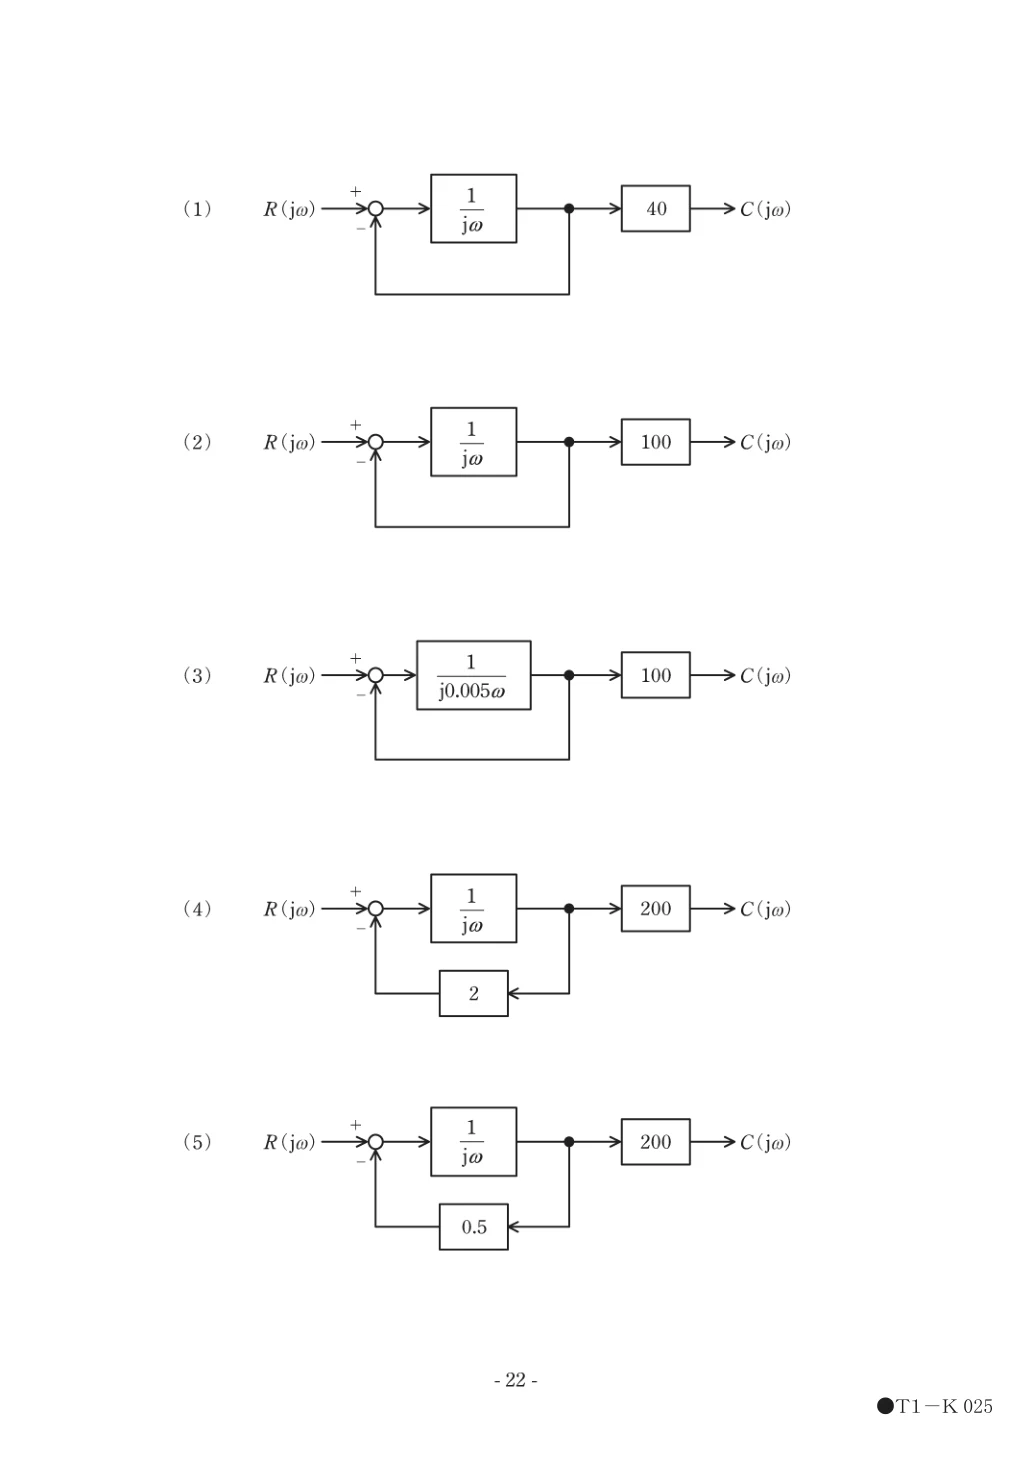 (1) R(jω) + − 1/jω 40 C(jω)
(2) R(jω) + − 1/jω 100 C(jω)
(3) R(jω) + − 1/j0.005ω 100 C(jω)
(4) R(jω) + − 1/jω 200 C(jω)
2
(5) R(jω) + − 1/jω 200 C(jω)
0.5
- 22 -
●T1－K 025